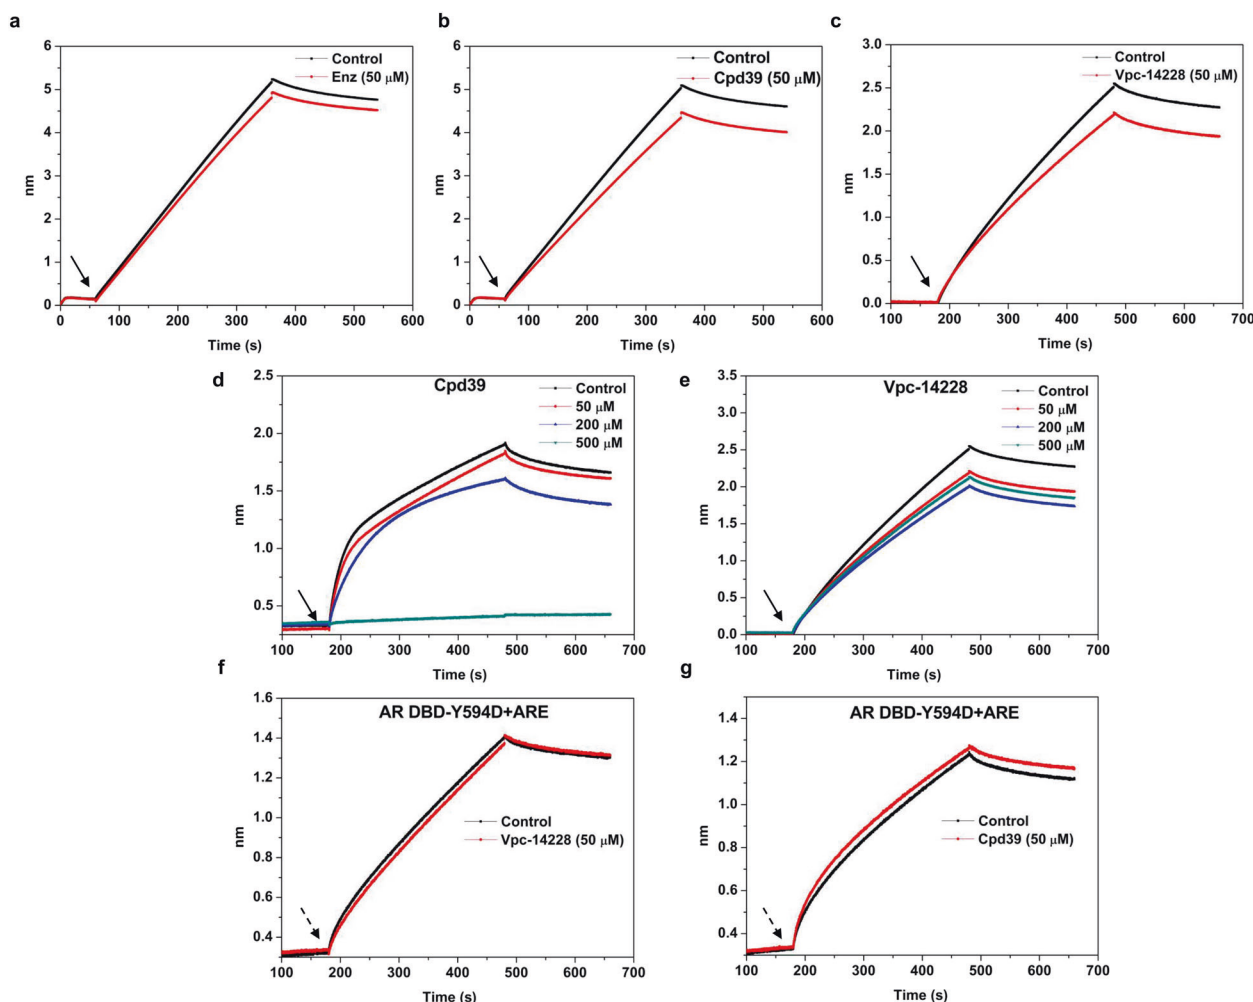 a
6
5
4
3
2
1
0
nm
Control
Enz (50 μM)
0 100 200 300 400 500 600
Time (s)
b
6
5
4
3
2
1
0
nm
Control
Cpd39 (50 μM)
0 100 200 300 400 500 600
Time (s)
c
3.0
2.5
2.0
1.5
1.0
0.5
0.0
nm
Control
Vpc-14228 (50 μM)
100 200 300 400 500 600 700
Time (s)
d
Cpd39
2.5
2.0
1.5
1.0
0.5
nm
Control
50 μM
200 μM
500 μM
100 200 300 400 500 600 700
Time (s)
e
Vpc-14228
3.5
3.0
2.5
2.0
1.5
1.0
0.5
0.0
nm
Control
50 μM
200 μM
500 μM
100 200 300 400 500 600 700
Time (s)
f
AR DBD-Y594D+ARE
1.6
1.4
1.2
1.0
0.8
0.6
0.4
nm
Control
Vpc-14228 (50 μM)
100 200 300 400 500 600 700
Time (s)
g
AR DBD-Y594D+ARE
1.4
1.2
1.0
0.8
0.6
0.4
nm
Control
Cpd39 (50 μM)
100 200 300 400 500 600 700
Time (s)